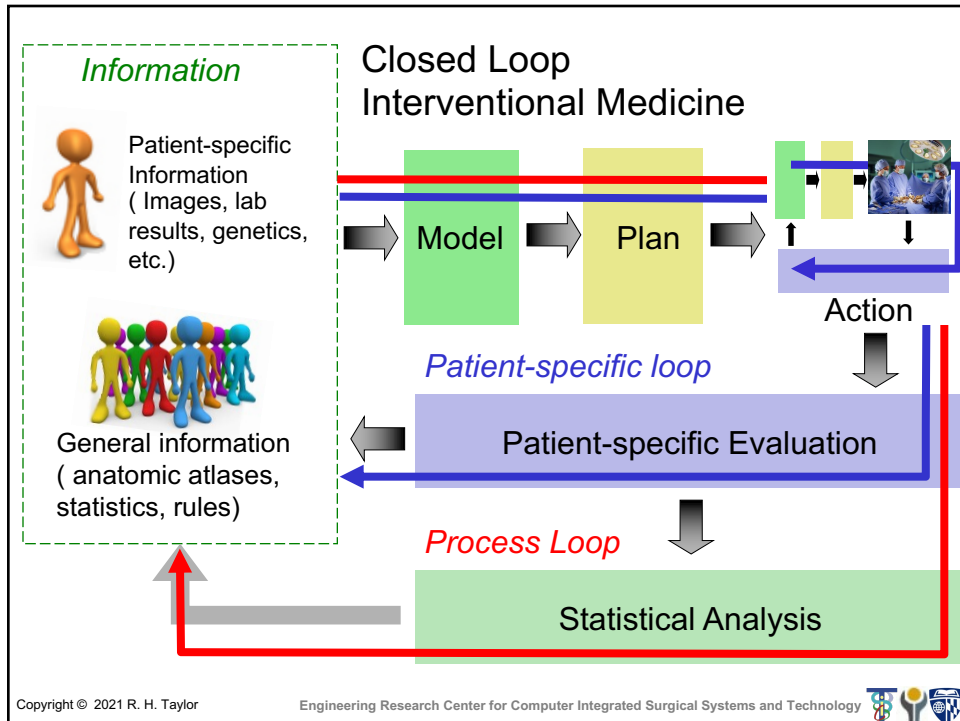 Information
Closed Loop
Interventional Medicine
Patient-specific
Information
( Images, lab
results, genetics,
etc.)
Model
Plan
Action
Patient-specific loop
Patient-specific Evaluation
General information
( anatomic atlases,
statistics, rules)
Process Loop
Statistical Analysis
Copyright © 2021 R. H. Taylor
Engineering Research Center for Computer Integrated Surgical Systems and Technology